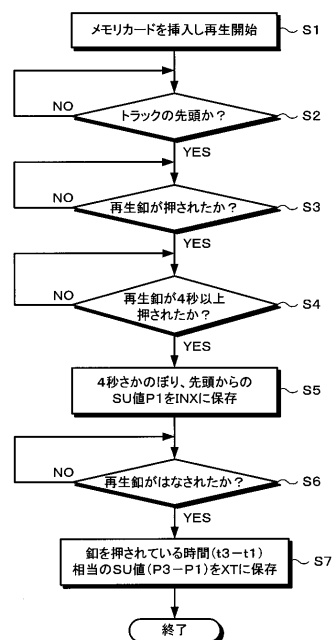 メモリカードを挿入し再生開始
S1
トラックの先頭か?
S2
NO
YES
再生釦が押されたか?
S3
NO
YES
再生釦が4秒以上
押されたか?
S4
NO
YES
4秒さかのぼり、先頭からの
SU値P1をINXに保存
S5
再生釦がはなされたか?
S6
NO
YES
釦を押されている時間(t3-t1)
相当のSU値(P3-P1)をXTに保存
S7
終了